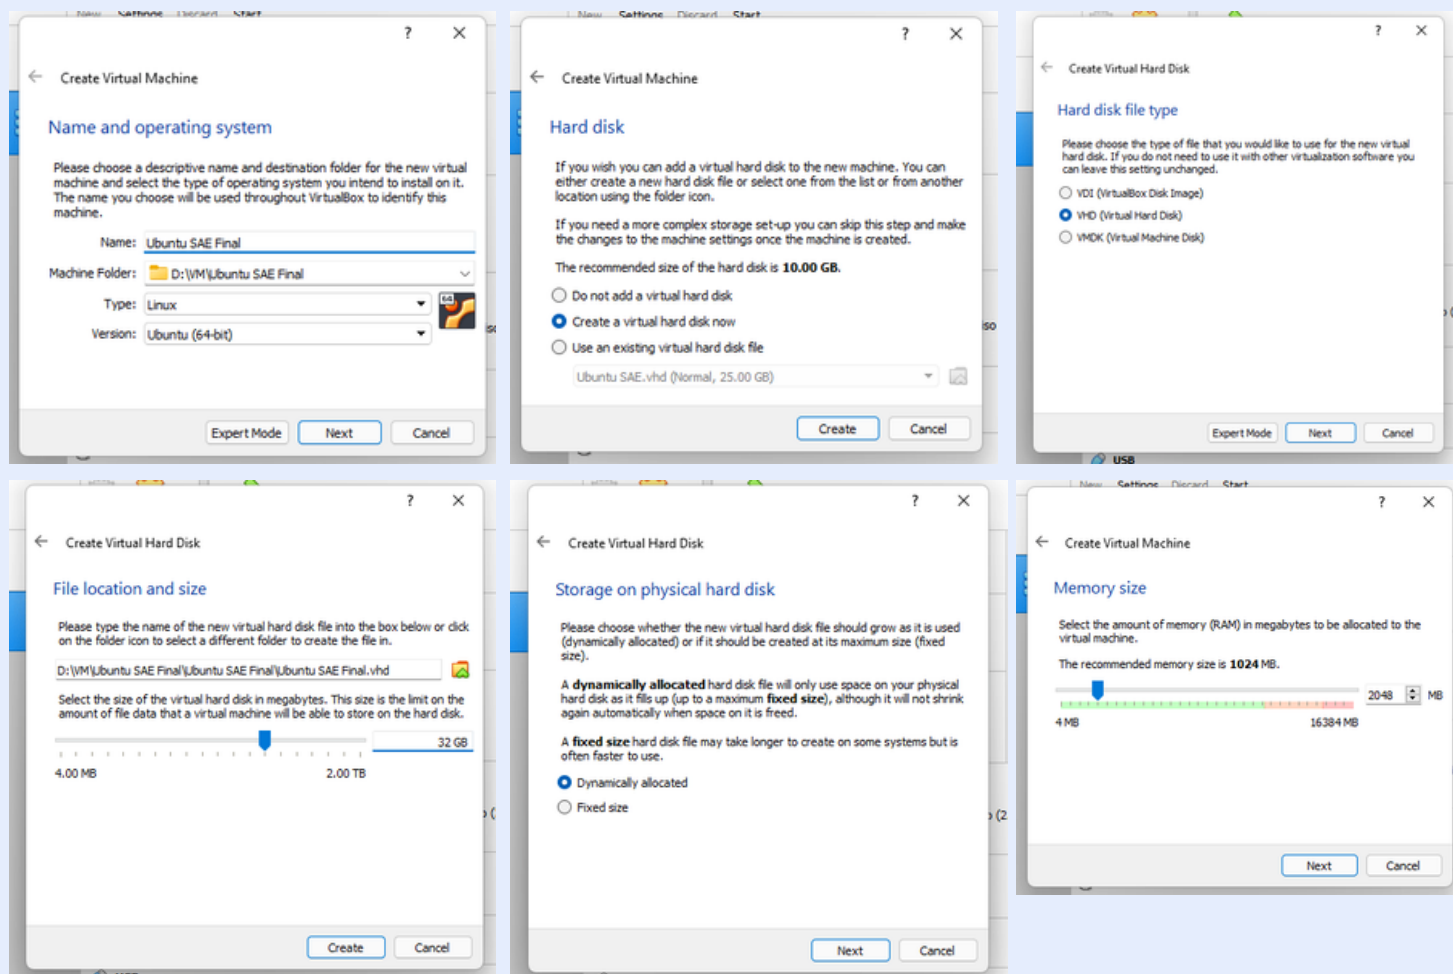 New Settings Discard Start
?
Create Virtual Machine
Name and operating system
Please choose a descriptive name and destination folder for the new virtual
machine and select the type of operating system you intend to install on it.
The name you choose will be used throughout VirtualBox to identify this
machine.
Name: Ubuntu SAE Final
Machine Folder: D:\VM\Ubuntu SAE Final
Type: Linux
64
Version: Ubuntu (64-bit)
Expert Mode Next Cancel
New Settings Discard Start
?
Create Virtual Machine
Hard disk
If you wish you can add a virtual hard disk to the new machine. You can
either create a new hard disk file or select one from the list or from another
location using the folder icon.
If you need a more complex storage set-up you can skip this step and make
the changes to the machine settings once the machine is created.
The recommended size of the hard disk is 10.00 GB.
Do not add a virtual hard disk
Create a virtual hard disk now
iso
Use an existing virtual hard disk file
Ubuntu SAE.vhd (Normal, 25.00 GB)
Create Cancel
?
Create Virtual Hard Disk
Hard disk file type
Please choose the type of file that you would like to use for the new virtual
hard disk. If you do not need to use it with other virtualization software you
can leave this setting unchanged.
VDI (VirtualBox Disk Image)
VHD (Virtual Hard Disk)
VMDK (Virtual Machine Disk)
Expert Mode Next Cancel
USB
?
Create Virtual Hard Disk
File location and size
Please type the name of the new virtual hard disk file into the box below or click
on the folder icon to select a different folder to create the file in.
D:\VM\Ubuntu SAE Final\Ubuntu SAE Final\Ubuntu SAE Final.vhd
Select the size of the virtual hard disk in megabytes. This size is the limit on the
amount of file data that a virtual machine will be able to store on the hard disk.
32 GB
4.00 MB 2.00 TB
Create Cancel
?
Create Virtual Hard Disk
Storage on physical hard disk
Please choose whether the new virtual hard disk file should grow as it is used
(dynamically allocated) or if it should be created at its maximum size (fixed
size).
A dynamically allocated hard disk file will only use space on your physical
hard disk as it fills up (up to a maximum fixed size), although it will not shrink
again automatically when space on it is freed.
A fixed size hard disk file may take longer to create on some systems but is
often faster to use.
Dynamically allocated
Fixed size
(2
Next Cancel
New Settings Discard Start
?
Create Virtual Machine
Memory size
Select the amount of memory (RAM) in megabytes to be allocated to the
virtual machine.
The recommended memory size is 1024 MB.
2048 MB
4 MB 16384 MB
Next Cancel